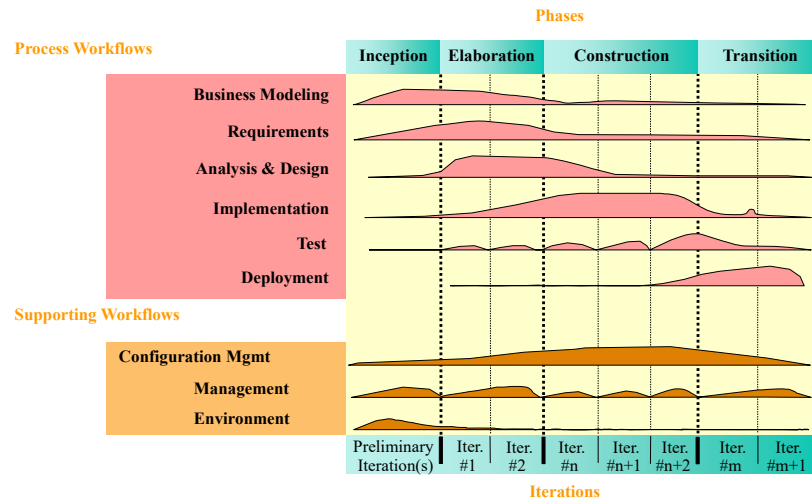 Phases
Process Workflows
Inception Elaboration Construction Transition
Business Modeling
Requirements
Analysis & Design
Implementation
Test
Deployment
Supporting Workflows
Configuration Mgmt
Management
Environment
Preliminary Iter. Iter. Iter. Iter. Iter. Iter. Iter.
Iteration(s) #1 #2 #n #n+1 #n+2 #m #m+1
Iterations